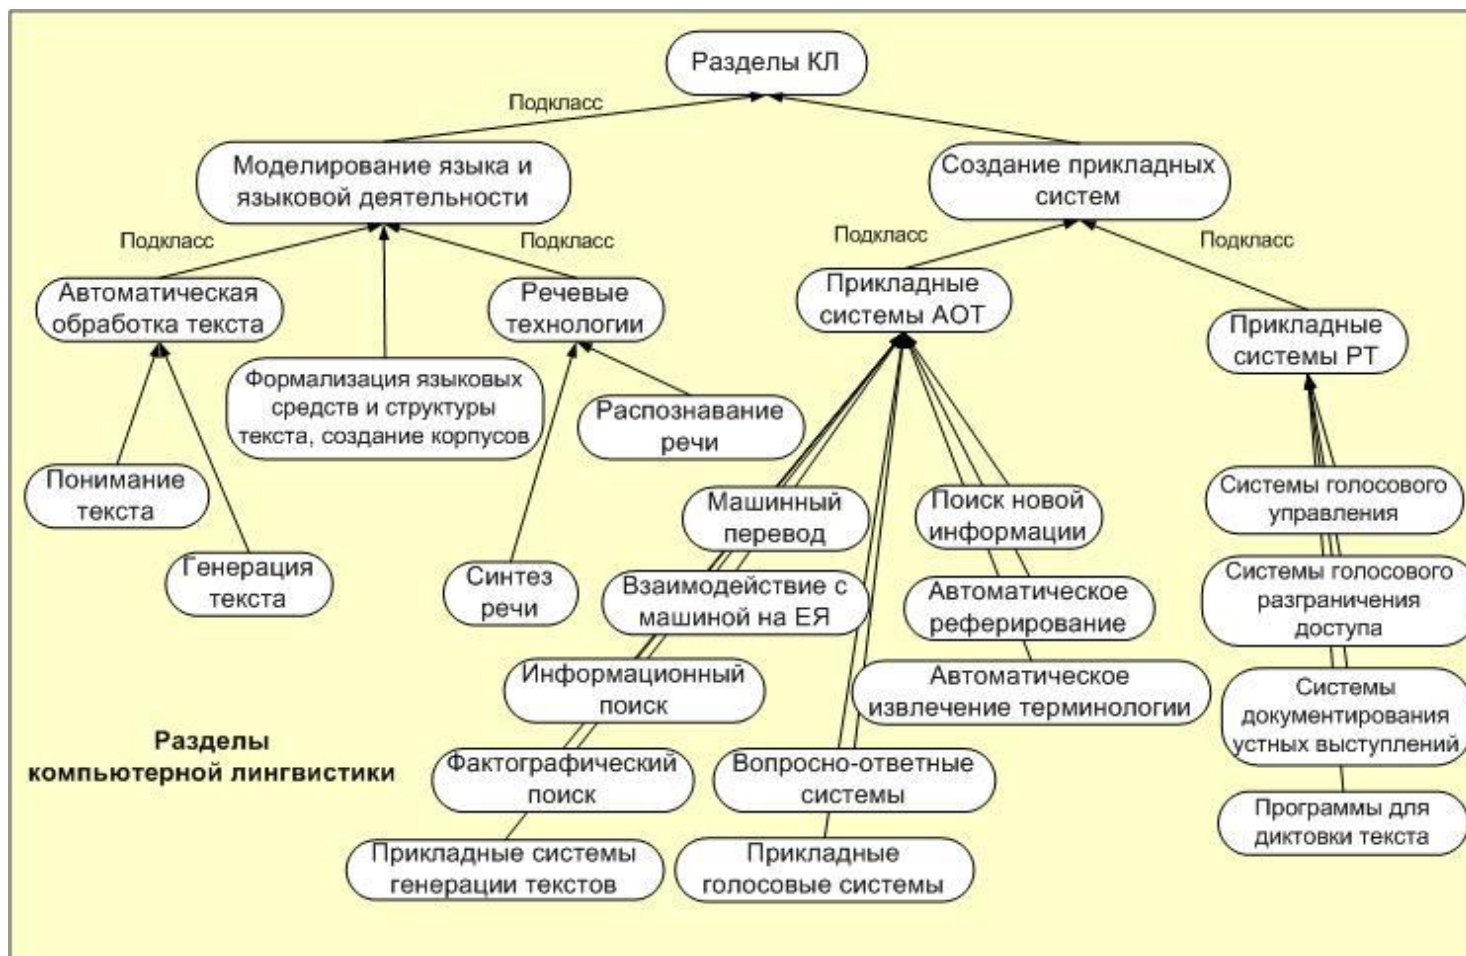 Разделы КЛ
Подкласс
Моделирование языка и
языковой деятельности
Создание прикладных
систем
Подкласс
Подкласс
Подкласс
Подкласс
Автоматическая
обработка текста
Речевые
технологии
Прикладные
системы АОТ
Прикладные
системы РТ
Формализация языковых
средств и структуры
текста, создание корпусов
Распознавание
речи
Понимание
текста
Генерация
текста
Синтез
речи
Машинный
перевод
Поиск новой
информации
Системы голосового
управления
Взаимодействие с
машиной на ЕЯ
Автоматическое
реферирование
Системы голосового
разграничения
доступа
Информационный
поиск
Автоматическое
извлечение терминологии
Системы
документирования
устных выступлений
Разделы
компьютерной лингвистики
Фактографический
поиск
Вопросно-ответные
системы
Программы для
диктовки текста
Прикладные системы
генерации текстов
Прикладные
голосовые системы